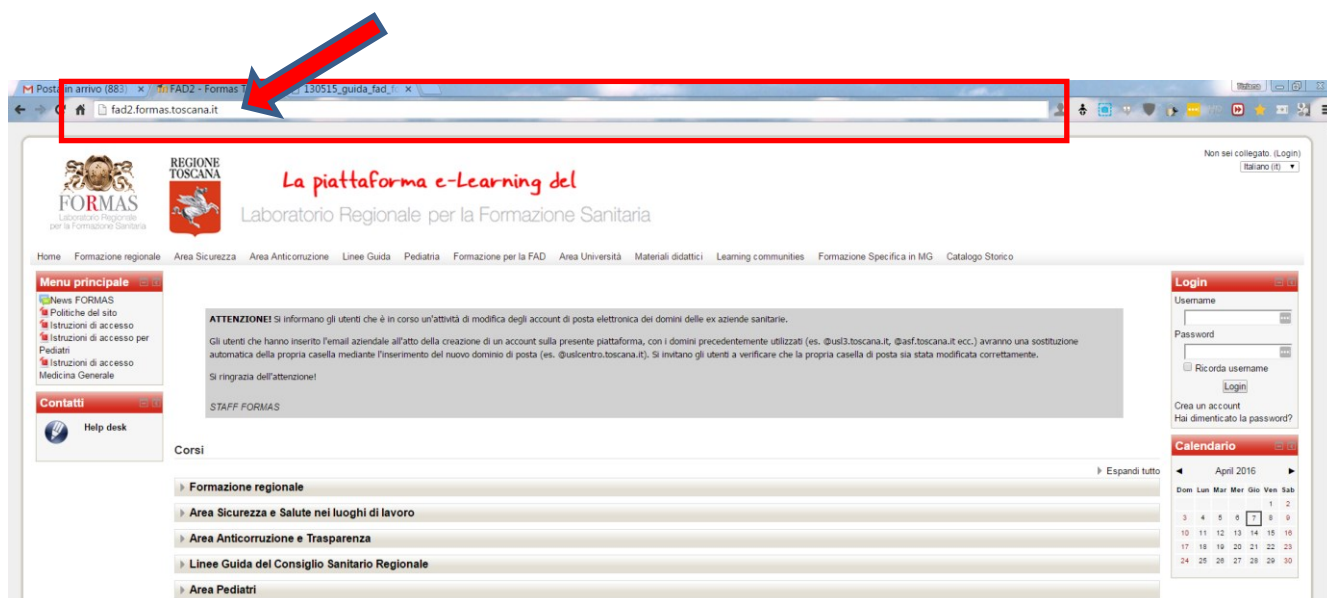 Posta in arrivo (883)
FAD2 - Formas T
130515_guida_fad_f
fad2.formas.toscana.it
Non sei collegato. (Login)
Italiano (it)
FORMAS
Laboratorio Regionale
per la Formazione Sanitaria
REGIONE
TOSCANA
La piattaforma e-Learning del
Laboratorio Regionale per la Formazione Sanitaria
Home Formazione regionale Area Sicurezza Area Anticorruzione Linee Guida Pediatria Formazione per la FAD Area Università Materiali didattici Learning communities Formazione Specifica in MG Catalogo Storico
Menu principale
News FORMAS
Politiche del sito
Istruzioni di accesso
Istruzioni di accesso per
Pediatri
Istruzioni di accesso
Medicina Generale
Contatti
Help desk
ATTENZIONE! Si informano gli utenti che è in corso un'attività di modifica degli account di posta elettronica dei domini delle ex aziende sanitarie.
Gli utenti che hanno inserito l'email aziendale all'atto della creazione di un account sulla presente piattaforma, con i domini precedentemente utilizzati (es. @usl3.toscana.it, @asf.toscana.it ecc.) avranno una sostituzione
automatica della propria casella mediante l'inserimento del nuovo dominio di posta (es. @uslcentro.toscana.it). Si invitano gli utenti a verificare che la propria casella di posta sia stata modificata correttamente.
Si ringrazia dell'attenzione!
STAFF FORMAS
Corsi
Espandi tutto
Formazione regionale
Area Sicurezza e Salute nei luoghi di lavoro
Area Anticorruzione e Trasparenza
Linee Guida del Consiglio Sanitario Regionale
Area Pediatri
Login
Username
Password
Ricorda username
Login
Crea un account
Hai dimenticato la password?
Calendario
April 2016
Dom Lun Mar Mer Gio Ven Sab
1 2
3 4 5 6 7 8 9
10 11 12 13 14 15 16
17 18 19 20 21 22 23
24 25 26 27 28 29 30